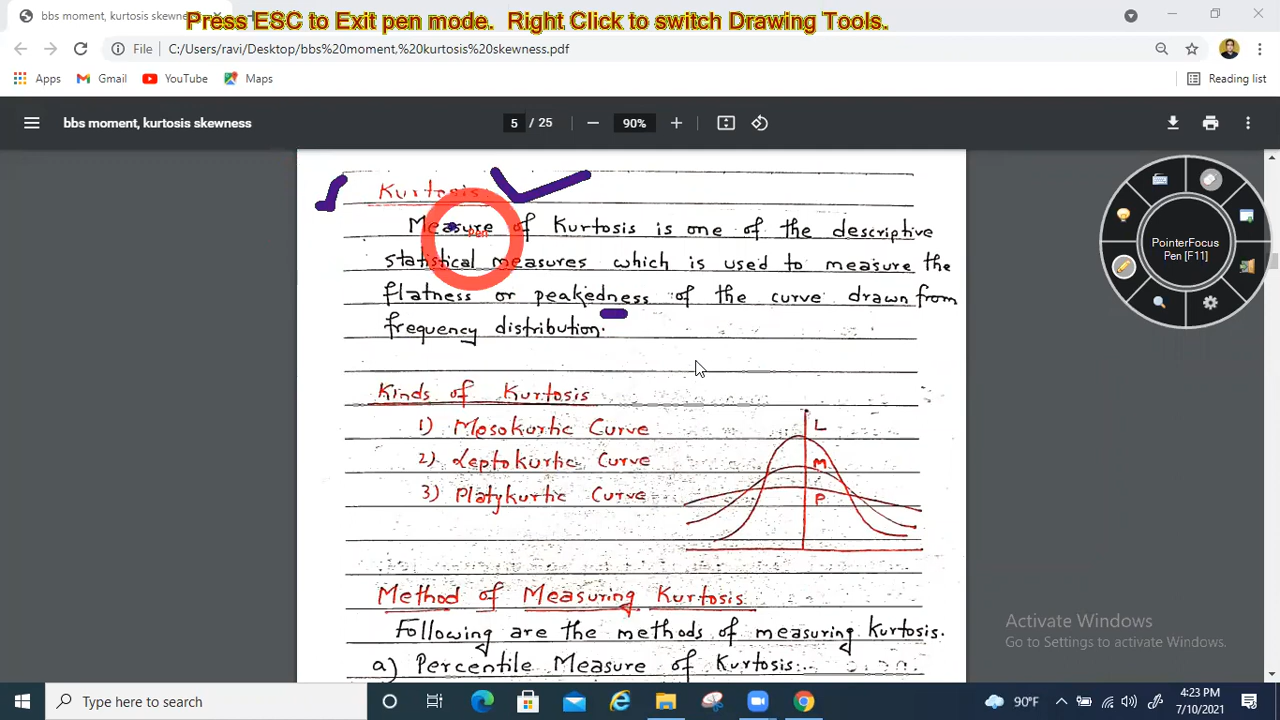 bbs moment, kurtosis skewnes
Press ESC to Exit pen mode. Right Click to switch Drawing Tools.
File C:/Users/ravi/Desktop/bbs%20moment,%20kurtosis%20skewness.pdf
Apps Gmail YouTube Maps Reading list
bbs moment, kurtosis skewness 5 / 25 90%
Kurtosis
Measure of Kurtosis is one of the descriptive
Pen
statistical measures which is used to measure the
flatness or peakedness of the curve drawn from
frequency distribution.
Kinds of Kurtosis
1) Mesokurtic Curve
2) Leptokurtic Curve
3) Platykurtic Curve
L
M
P
Method of Measuring Kurtosis
Following are the methods of measuring kurtosis.
a) Percentile Measure of Kurtosis:
PointerFocus
Pen [F11]
Activate Windows
Go to Settings to activate Windows.
Type here to search
90°F
4:23 PM
7/10/2021